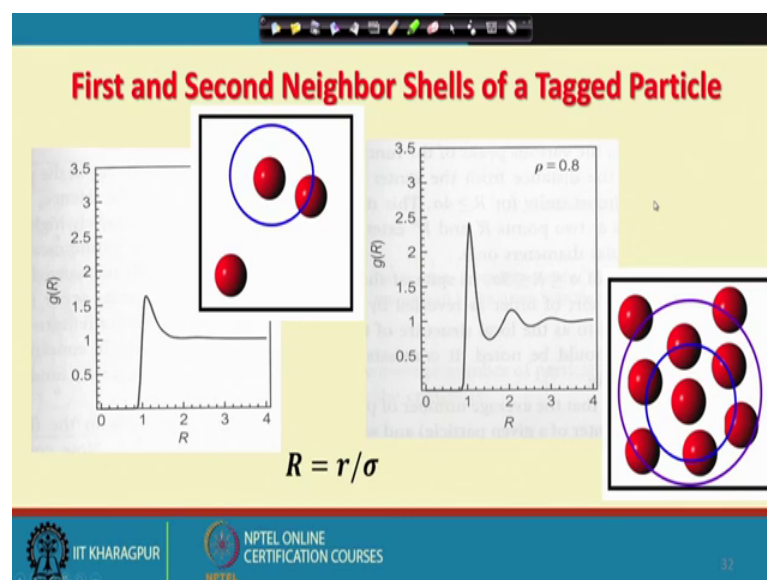 First and Second Neighbor Shells of a Tagged Particle
3.5
3
2.5
2
1.5
1
0.5
g(R)
0 1 2 3 4
R
3.5
3
2.5
2
1.5
1
0.5
g(R)
ρ = 0.8
0 1 2 3 4
R
R = r/σ
IIT KHARAGPUR
NPTEL ONLINE
CERTIFICATION COURSES
NPTEL
32